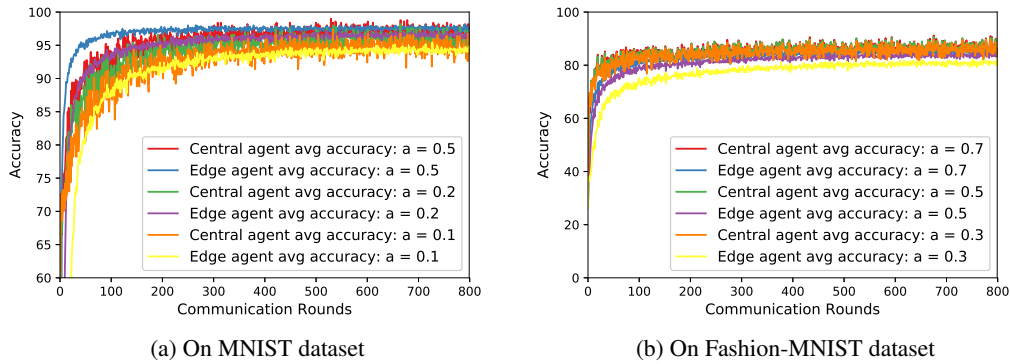 100
95
90
85
80
75
70
65
60
Accuracy
0 100 200 300 400 500 600 700 800
Communication Rounds
Central agent avg accuracy: a = 0.5
Edge agent avg accuracy: a = 0.5
Central agent avg accuracy: a = 0.2
Edge agent avg accuracy: a = 0.2
Central agent avg accuracy: a = 0.1
Edge agent avg accuracy: a = 0.1
(a) On MNIST dataset
100
80
60
40
20
0
Accuracy
0 100 200 300 400 500 600 700 800
Communication Rounds
Central agent avg accuracy: a = 0.7
Edge agent avg accuracy: a = 0.7
Central agent avg accuracy: a = 0.5
Edge agent avg accuracy: a = 0.5
Central agent avg accuracy: a = 0.3
Edge agent avg accuracy: a = 0.3
(b) On Fashion-MNIST dataset